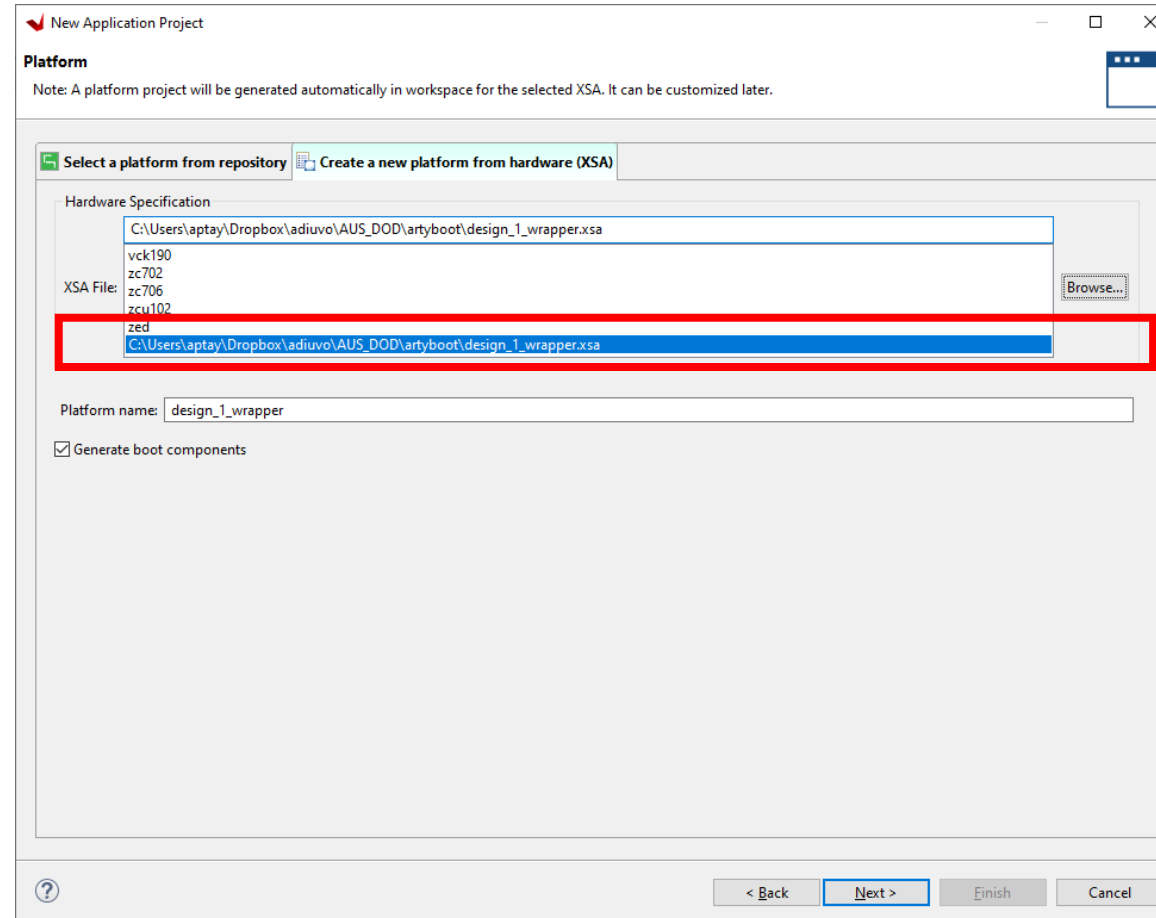 New Application Project
Platform
Note: A platform project will be generated automatically in workspace for the selected XSA. It can be customized later.
Select a platform from repository
Create a new platform from hardware (XSA)
Hardware Specification
C:\Users\aptay\Dropbox\adiuvo\AUS_DOD\artyboot\design_1_wrapper.xsa
vck190
zc702
XSA File:
zc706
Browse...
zcu102
zed
C:\Users\aptay\Dropbox\adiuvo\AUS_DOD\artyboot\design_1_wrapper.xsa
Platform name: design_1_wrapper
Generate boot components
?
< Back
Next >
Finish
Cancel